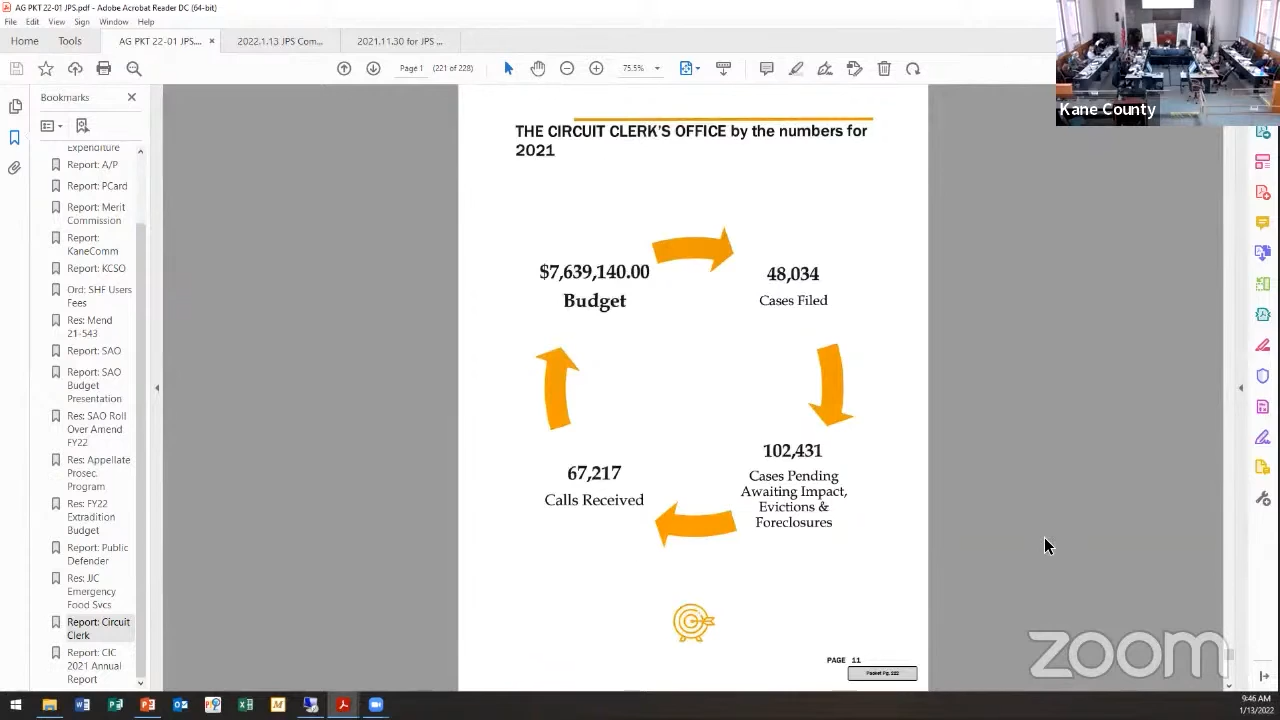 AG PKT 22-01 JPS.pdf - Adobe Acrobat Reader DC (64-bit)
File Edit View Sign Window Help
Home Tools AG PKT 22-01 JPS... × 2022.1.13 JPS Com... 2021.11.30 for JPS ...
Page 1 (221 of 228) 75.5%
Kane County
Bookmarks
Expenditure
Report: A/P
Report: PCard
Report: Merit
Commission
Report:
KaneComm
Report: KCSO
Ord: SHF Users
Fees
Res: Mend
21-543
Report: SAO
Report: SAO
Budget
Presentation
Res: SAO Roll
Over Amend
FY22
Res: Appellate
Prosec.
Program
Res: FY22
Extradition
Budget
Report: Public
Defender
Res: JJC
Emergency
Food Svcs
Report: Circuit
Clerk
Report: CIC
2021 Annual
Report
THE CIRCUIT CLERK'S OFFICE by the numbers for
2021
$7,639,140.00
Budget
48,034
Cases Filed
102,431
Cases Pending
Awaiting Impact,
Evictions &
Foreclosures
67,217
Calls Received
PAGE 11
Packet Pg. 222
zoom
9:46 AM
1/13/2022